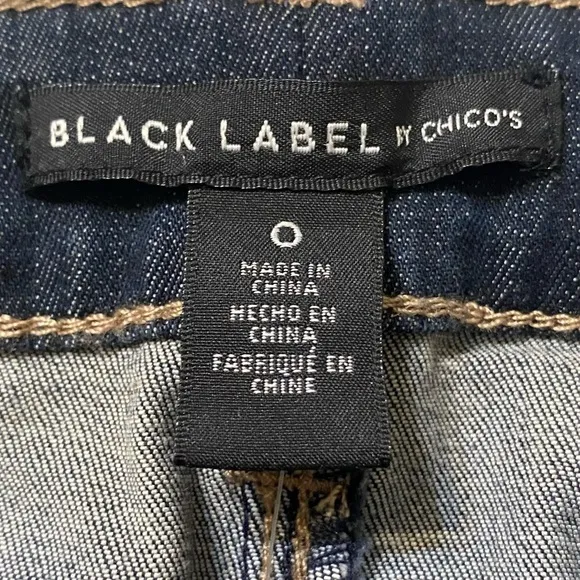 BLACK LABEL BY CHICO'S
0
MADE IN
CHINA
HECHO EN
CHINA
FABRIQUÉ EN
CHINE